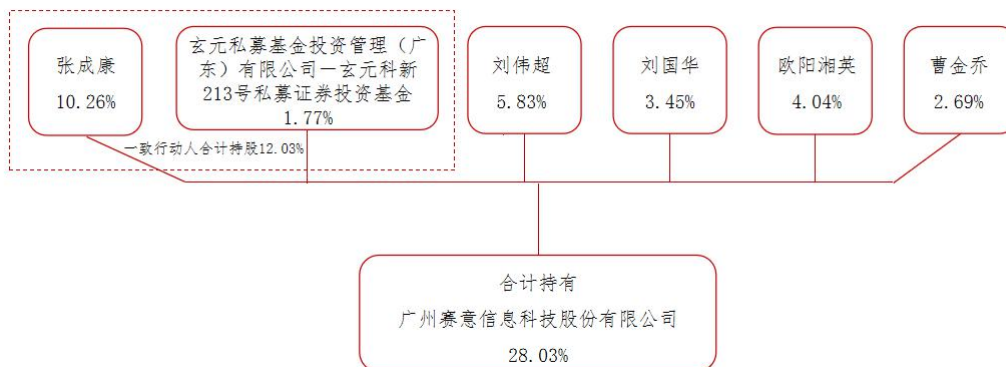 张成康
10.26%
玄元私募基金投资管理（广
东）有限公司一玄元科新
213号私募证券投资基金
1.77%
刘伟超
5.83%
刘国华
3.45%
欧阳湘英
4.04%
曹金乔
2.69%
一致行动人合计持股12.03%
合计持有
广州赛意信息科技股份有限公司
28.03%